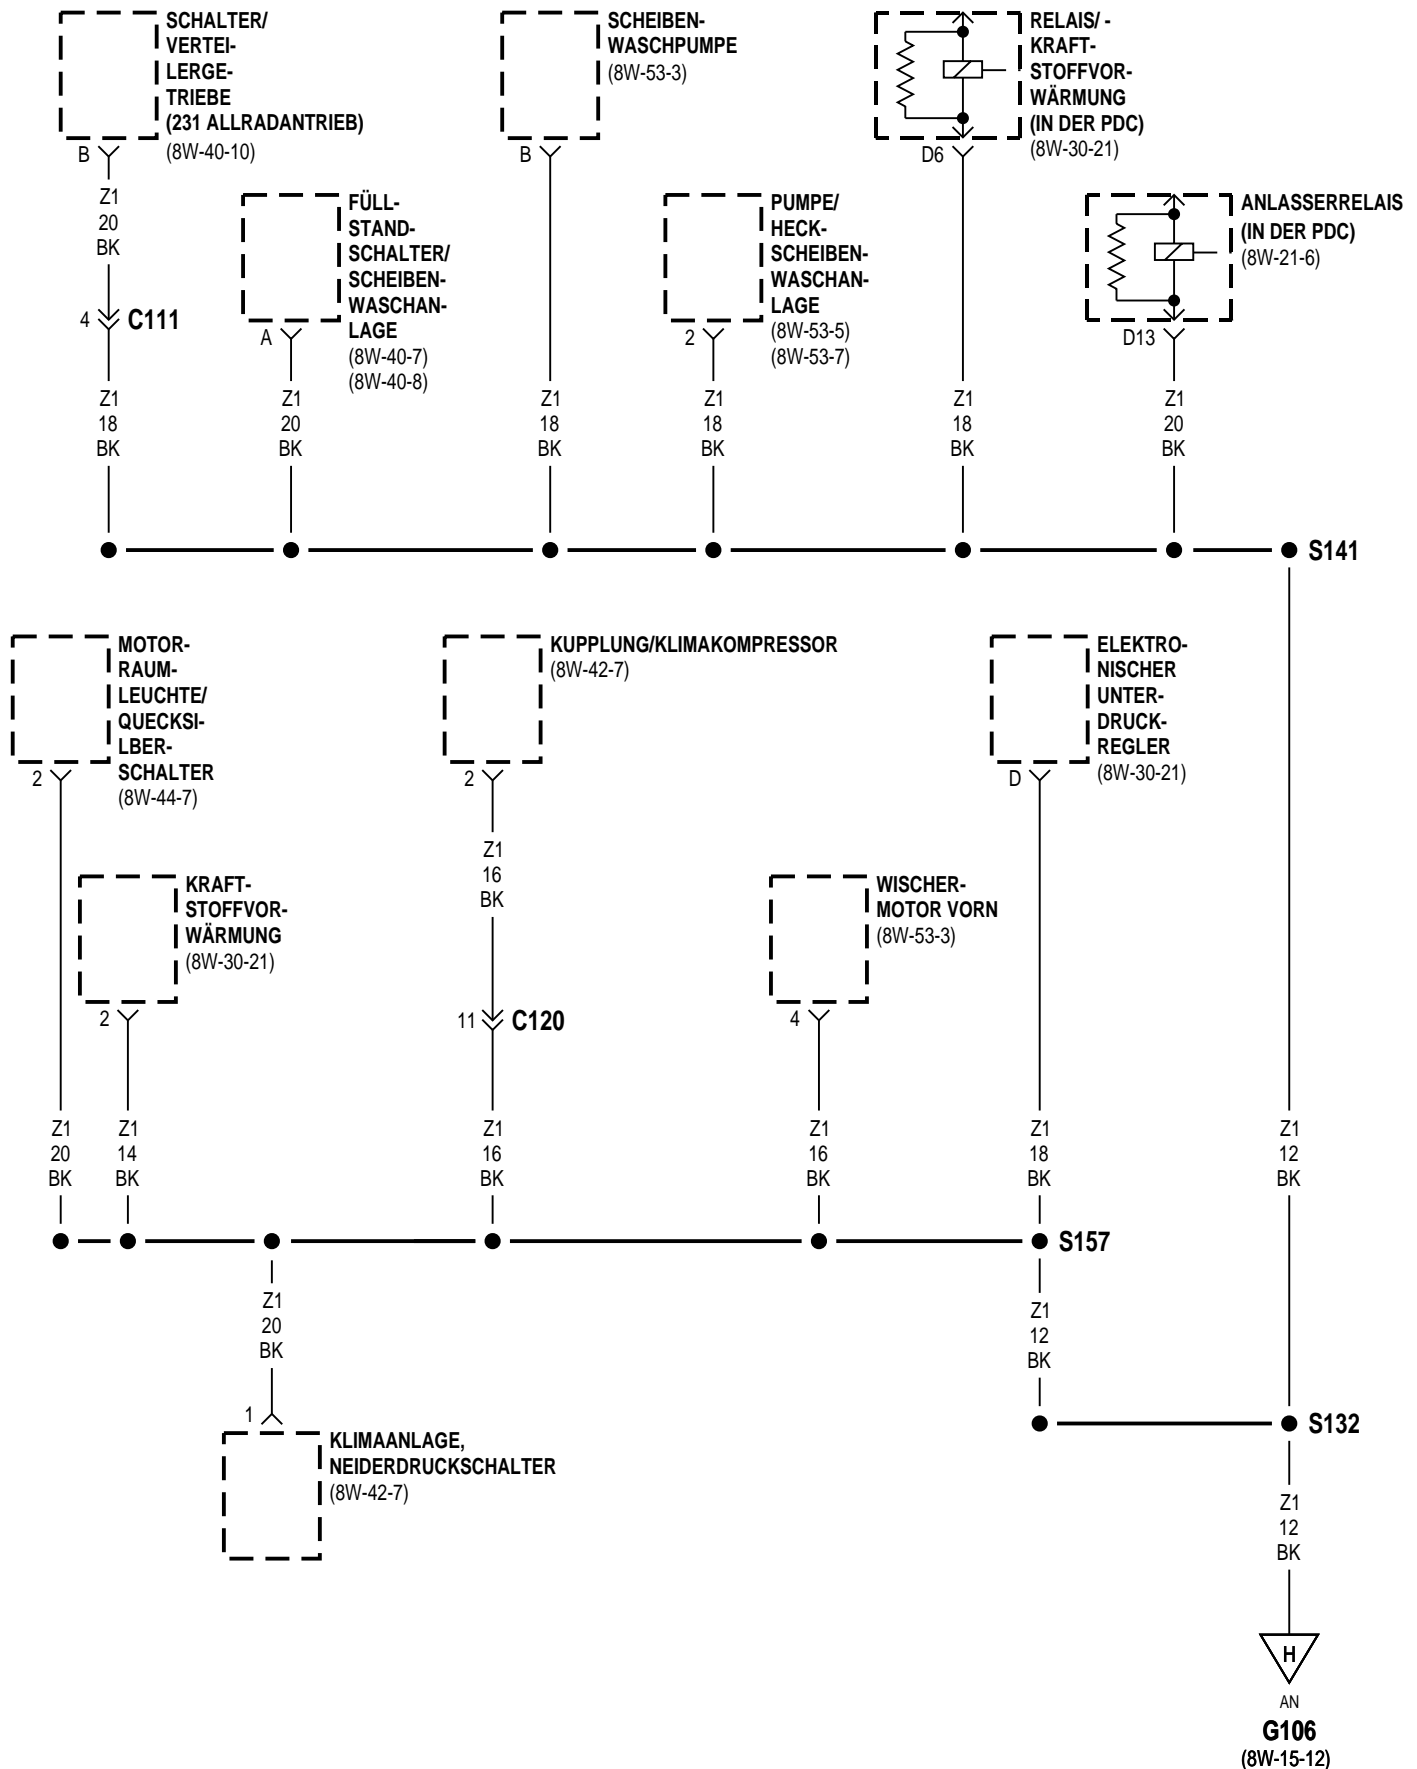 SCHALTER/
VERTEI-
LERGE-
TRIEBE
(231 ALLRADANTRIEB)
(8W-40-10)
B
Z1
20
BK
4
C111
Z1
18
BK
FÜLL-
STAND-
SCHALTER/
SCHEIBEN-
WASCHAN-
LAGE
(8W-40-7)
(8W-40-8)
A
Z1
20
BK
SCHEIBEN-
WASCHPUMPE
(8W-53-3)
B
Z1
18
BK
PUMPE/
HECK-
SCHEIBEN-
WASCHAN-
LAGE
(8W-53-5)
(8W-53-7)
2
Z1
18
BK
RELAIS/ -
KRAFT-
STOFFVOR-
WÄRMUNG
(IN DER PDC)
(8W-30-21)
D6
Z1
18
BK
ANLASSERRELAIS
(IN DER PDC)
(8W-21-6)
D13
Z1
20
BK
S141
MOTOR-
RAUM-
LEUCHTE/
QUECKSI-
LBER-
SCHALTER
(8W-44-7)
2
Z1
20
BK
KRAFT-
STOFFVOR-
WÄRMUNG
(8W-30-21)
2
Z1
14
BK
KUPPLUNG/KLIMAKOMPRESSOR
(8W-42-7)
2
Z1
16
BK
11
C120
Z1
16
BK
WISCHER-
MOTOR VORN
(8W-53-3)
4
Z1
16
BK
ELEKTRO-
NISCHER
UNTER-
DRUCK-
REGLER
(8W-30-21)
D
Z1
18
BK
Z1
12
BK
S157
Z1
20
BK
1
KLIMAANLAGE,
NEIDERDRUCKSCHALTER
(8W-42-7)
Z1
12
BK
S132
Z1
12
BK
H
AN
G106
(8W-15-12)